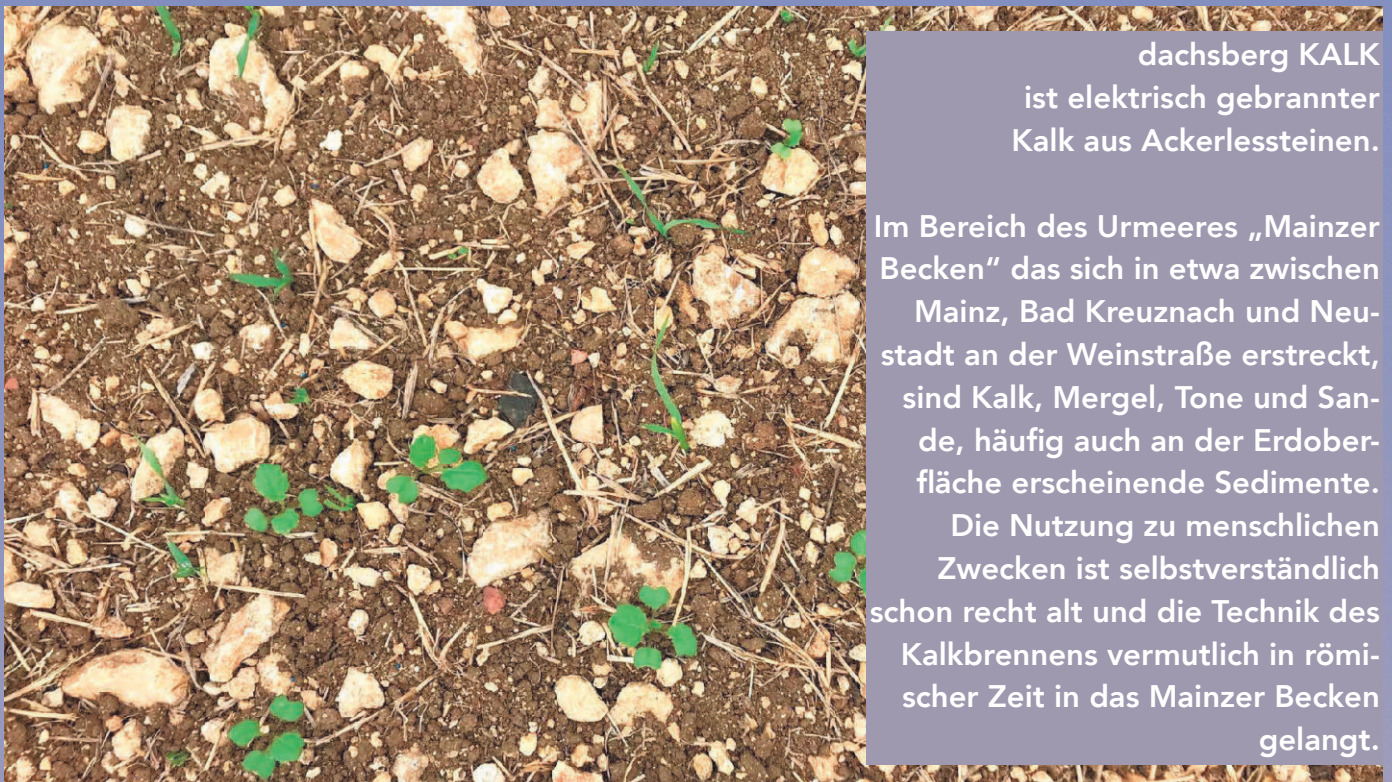 dachsberg KALK
ist elektrisch gebrannter
Kalk aus Ackerlessteinen.
Im Bereich des Urmeeres „Mainzer
Becken“ das sich in etwa zwischen
Mainz, Bad Kreuznach und Neu-
stadt an der Weinstraße erstreckt,
sind Kalk, Mergel, Tone und San-
de, häufig auch an der Erdober-
fläche erscheinende Sedimente.
Die Nutzung zu menschlichen
Zwecken ist selbstverständlich
schon recht alt und die Technik des
Kalkbrennens vermutlich in römi-
scher Zeit in das Mainzer Becken
gelangt.